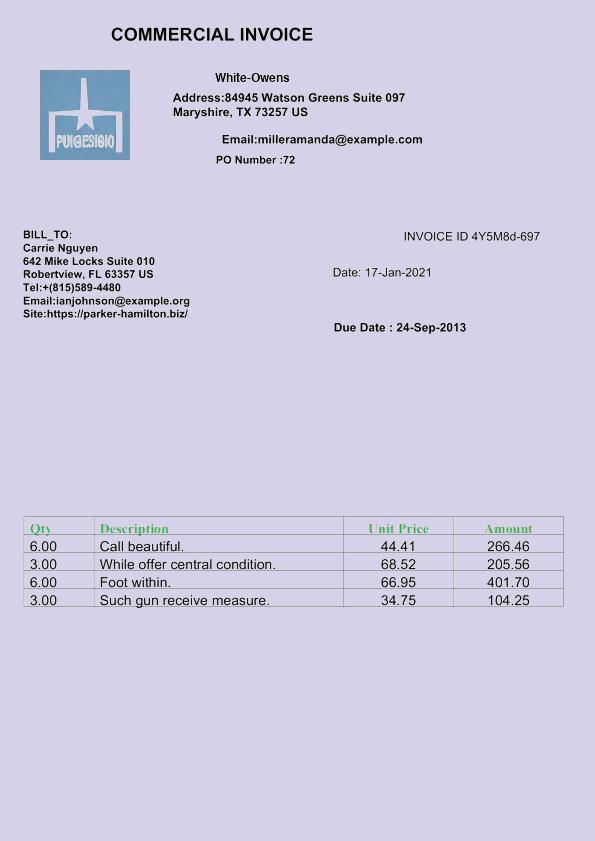 COMMERCIAL INVOICE
White-Owens
Address:84945 Watson Greens Suite 097
Maryshire, TX 73257 US
Email:milleramanda@example.com
PO Number :72
BILL_TO:
Carrie Nguyen
642 Mike Locks Suite 010
Robertview, FL 63357 US
Tel:+(815)589-4480
Email:ianjohnson@example.org
Site:https://parker-hamilton.biz/
INVOICE ID 4Y5M8d-697
Date: 17-Jan-2021
Due Date : 24-Sep-2013
Qty Description Unit Price Amount
6.00 Call beautiful. 44.41 266.46
3.00 While offer central condition. 68.52 205.56
6.00 Foot within. 66.95 401.70
3.00 Such gun receive measure. 34.75 104.25